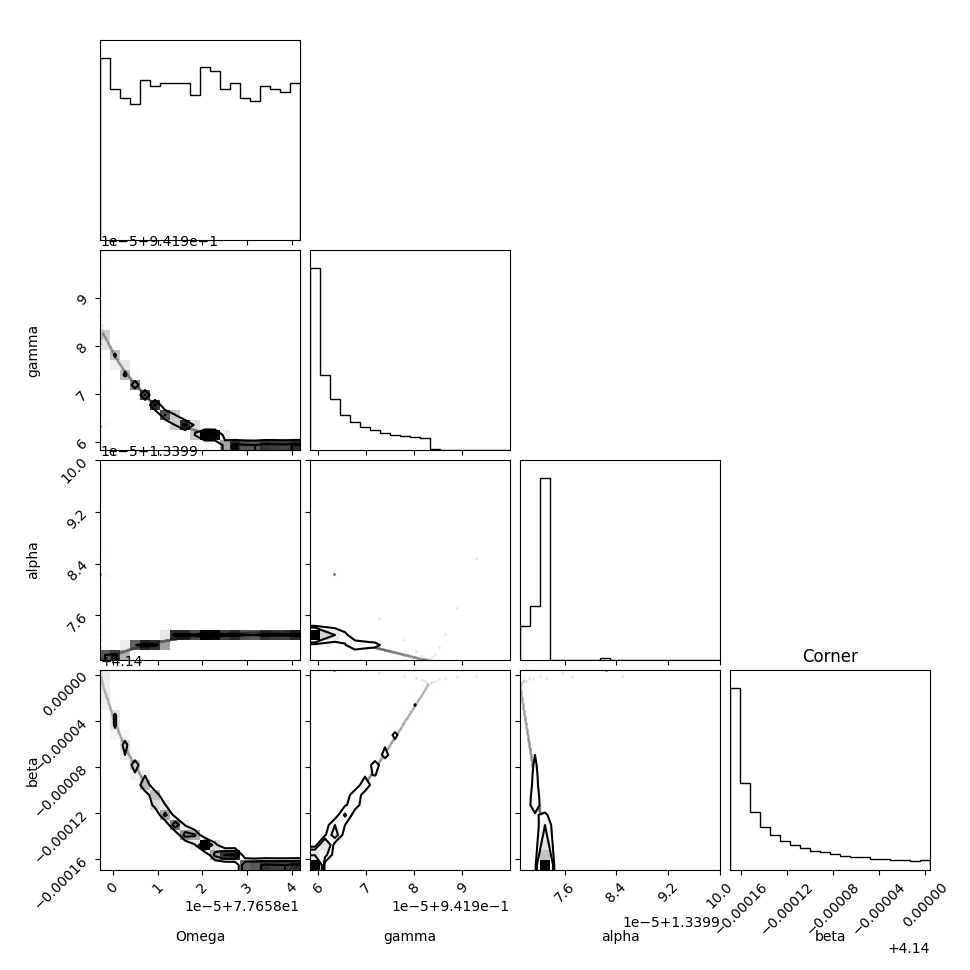 1e−5+9.419e−1
gamma
9
8
7
6
1e−5+1.3399
alpha
10.0
9.2
8.4
7.6
+4.14
Corner
beta
0.00000
−0.00004
−0.00008
−0.00012
−0.00016
0 1 2 3 4
6 7 8 9
7.6 8.4 9.2 10.0
−0.00016 −0.00012 −0.00008 −0.00004 0.00000
1e−5+7.7658e1 1e−5+9.419e−1 1e−5+1.3399
Omega gamma alpha beta
+4.14